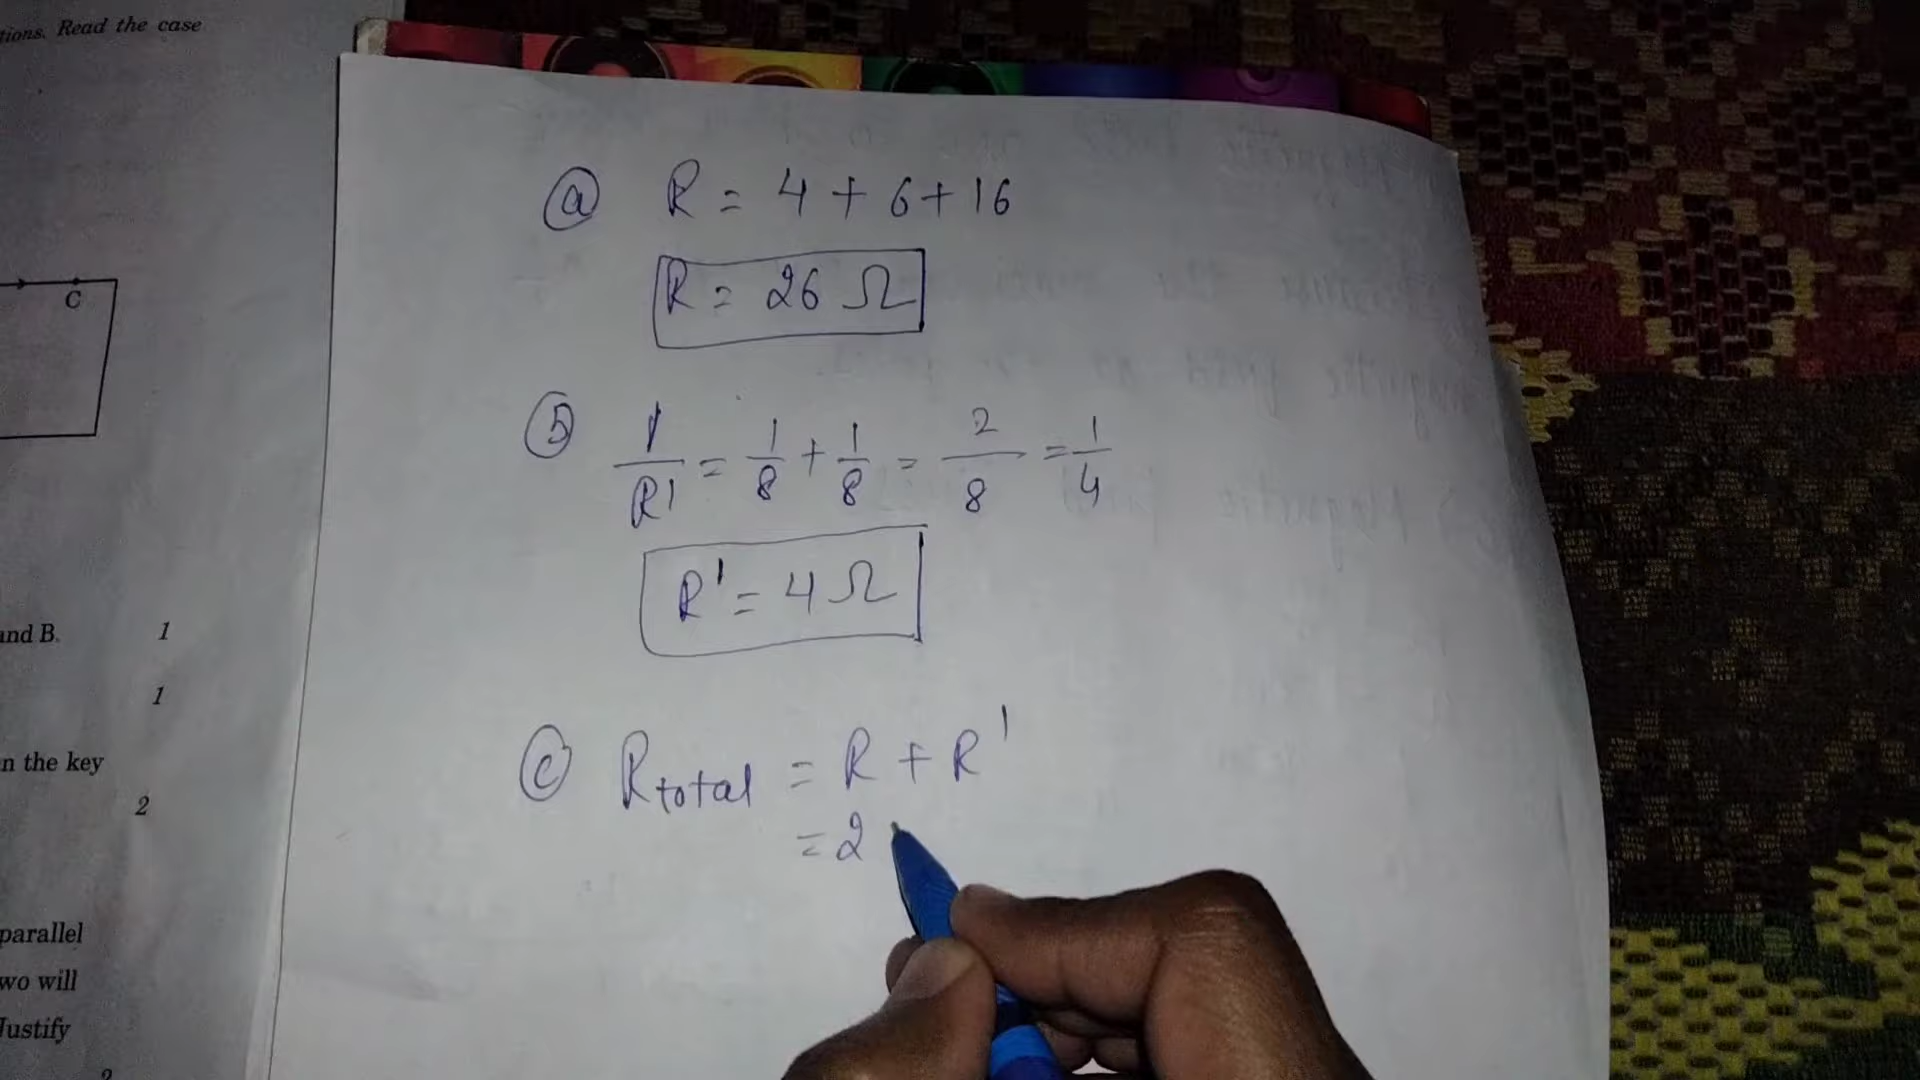 tions. Read the case
C
and B. 1
1
n the key
2
parallel
wo will
Justify
2
ⓐ R = 4 + 6 + 16
R = 26 Ω
ⓑ 1/R' = 1/8 + 1/8 = 2/8 = 1/4
R' = 4 Ω
ⓒ Rtotal = R + R'
= 2